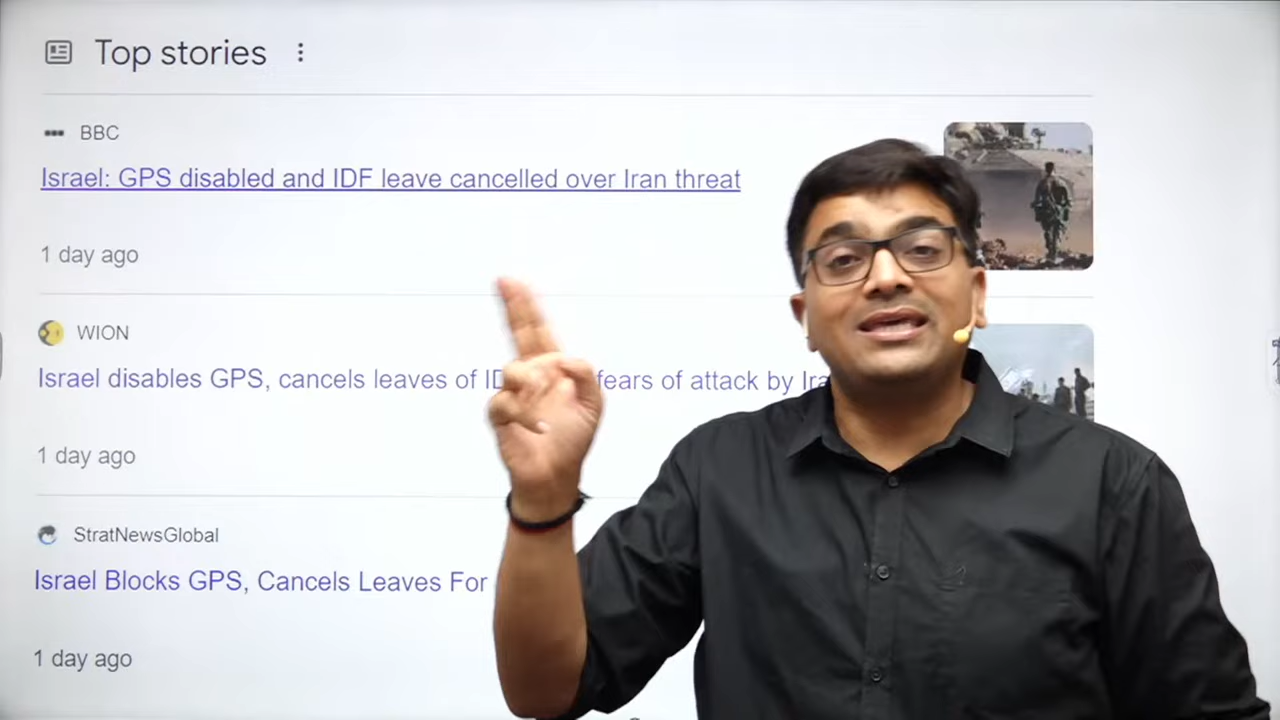 Top stories
BBC
Israel: GPS disabled and IDF leave cancelled over Iran threat
1 day ago
WION
Israel disables GPS, cancels leaves of fears of attack by
1 day ago
StratNewsGlobal
Israel Blocks GPS, Cancels Leaves For
1 day ago